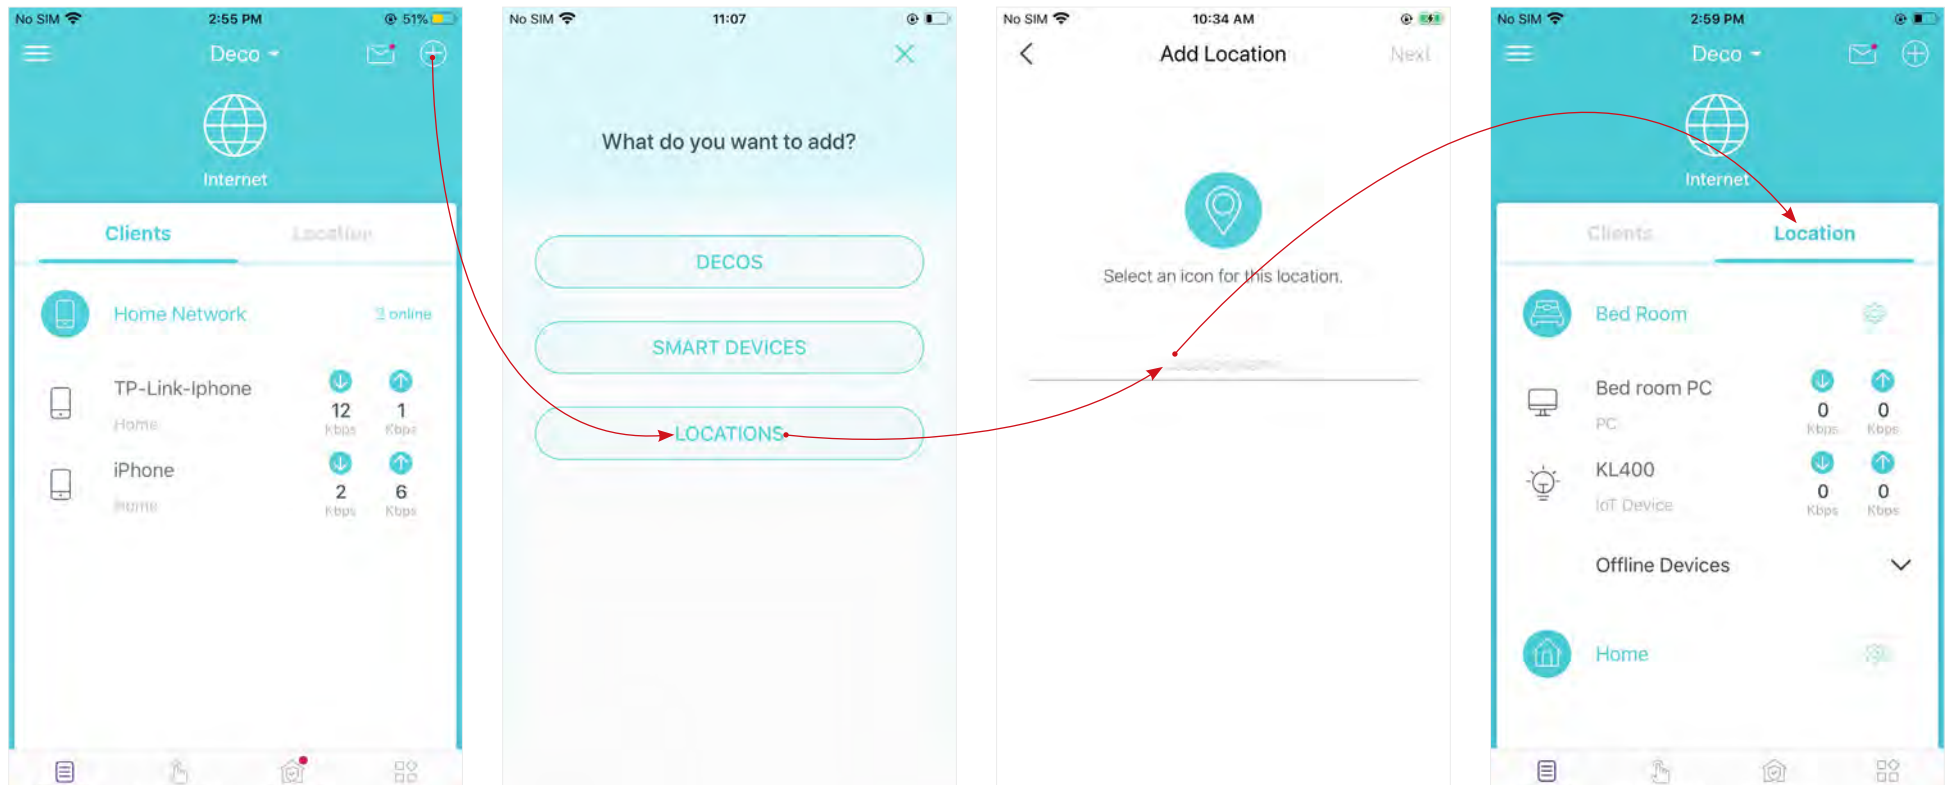 No SIM 2:55 PM 51%
Deco
Internet
Clients Location
Home Network 2 online
TP-Link-Iphone
Home
12 1
Kbps Kbps
iPhone
Home
2 6
Kbps Kbps
No SIM 11:07
What do you want to add?
DECOS
SMART DEVICES
LOCATIONS
No SIM 10:34 AM
Add Location Next
Select an icon for this location.
No SIM 2:59 PM
Deco
Internet
Clients Location
Bed Room
Bed room PC
PC
0 0
Kbps Kbps
KL400
IoT Device
0 0
Kbps Kbps
Offline Devices
Home